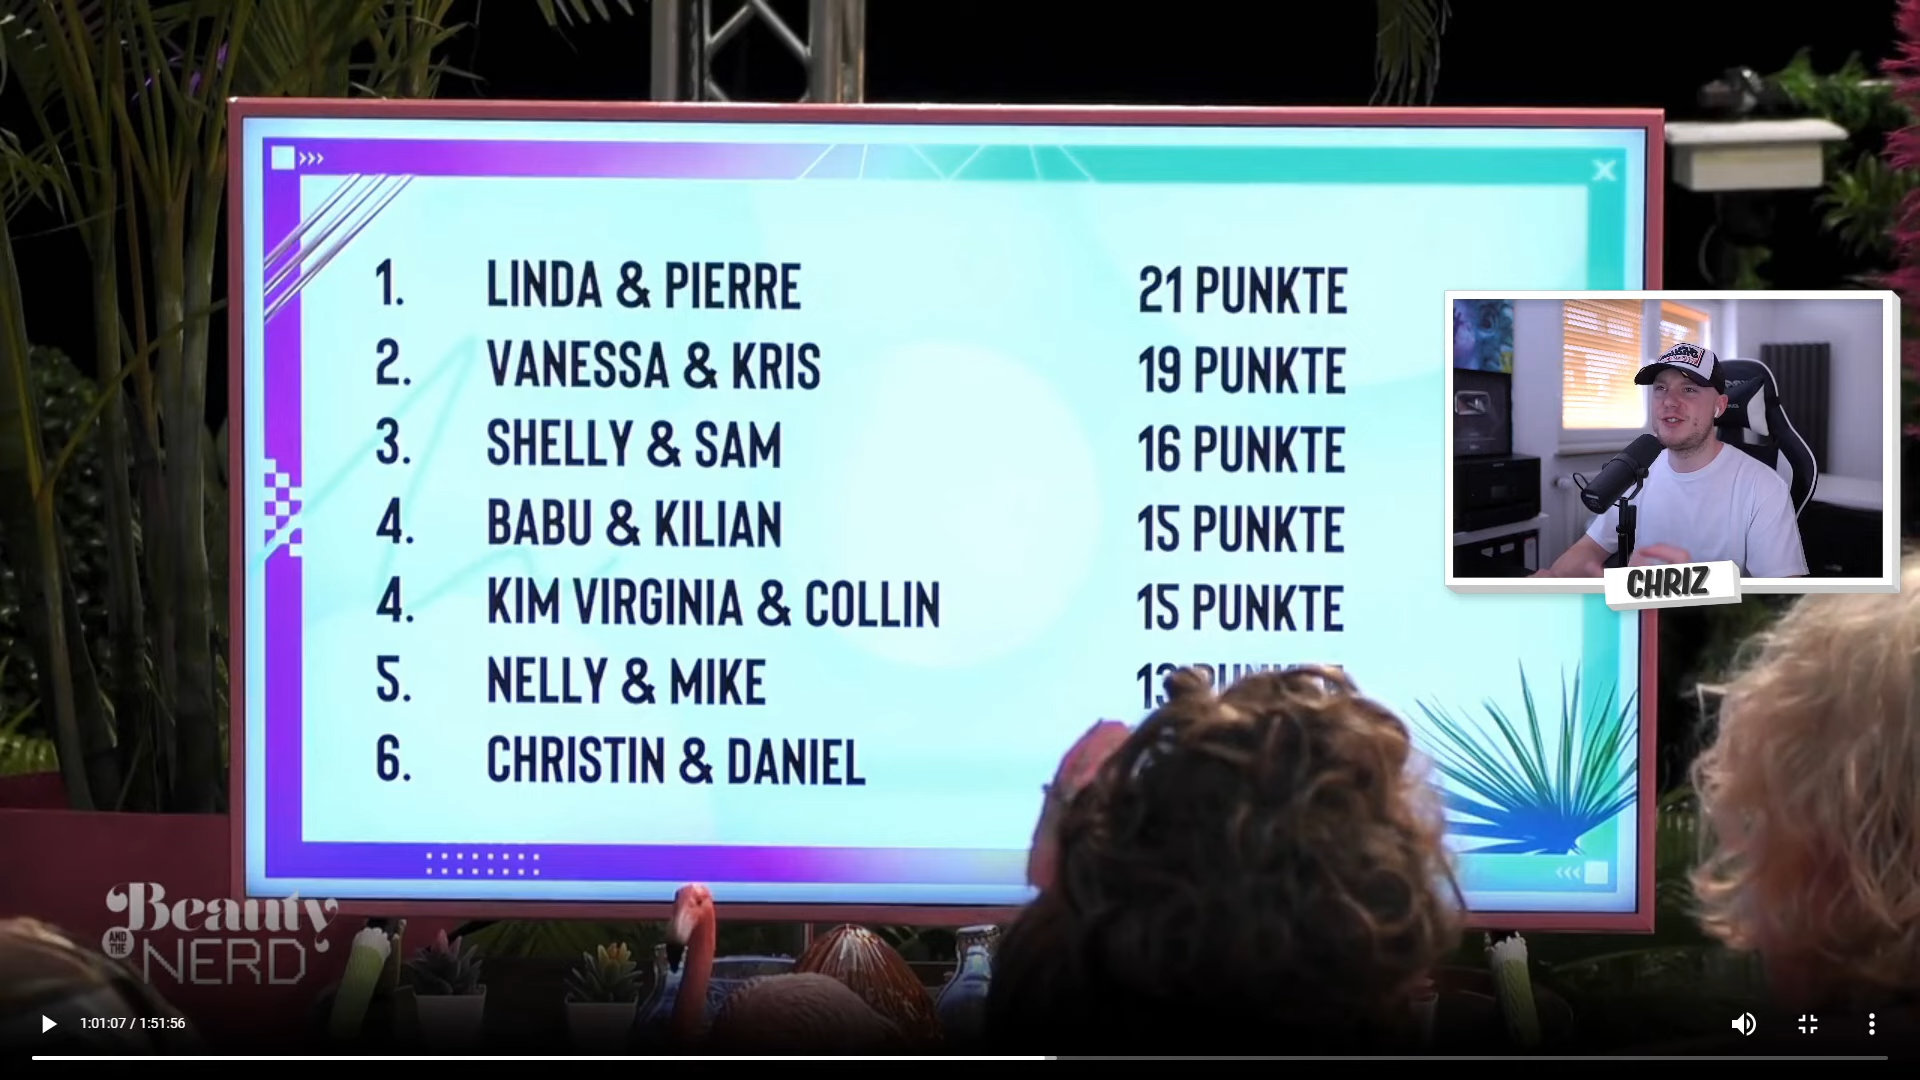 1. LINDA & PIERRE 21 PUNKTE
2. VANESSA & KRIS 19 PUNKTE
3. SHELLY & SAM 16 PUNKTE
4. BABU & KILIAN 15 PUNKTE
4. KIM VIRGINIA & COLLIN 15 PUNKTE
5. NELLY & MIKE
6. CHRISTIN & DANIEL
CHRIZ
Beauty
AND THE
NERD
1:01:07 / 1:51:56